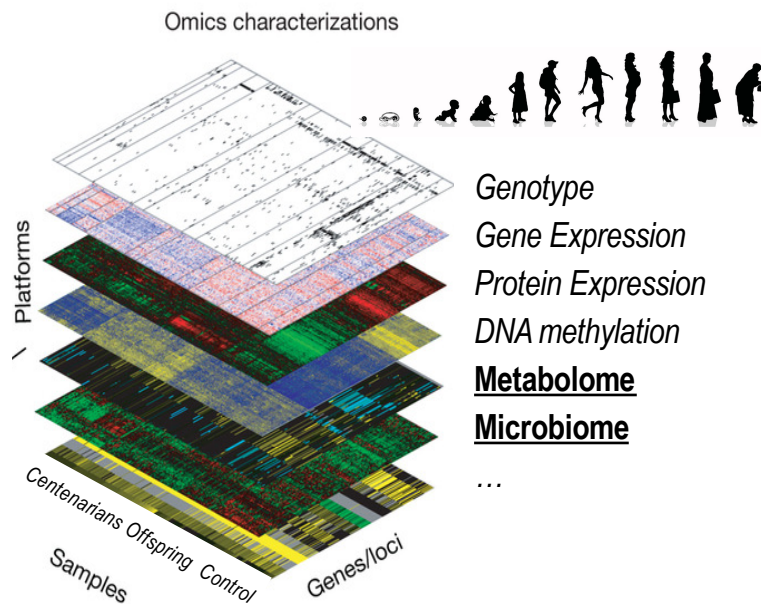 Omics characterizations
Genotype
Gene Expression
Protein Expression
DNA methylation
Metabolome
Microbiome
…
Platforms
Centenarians Offspring Control
Samples
Genes/loci